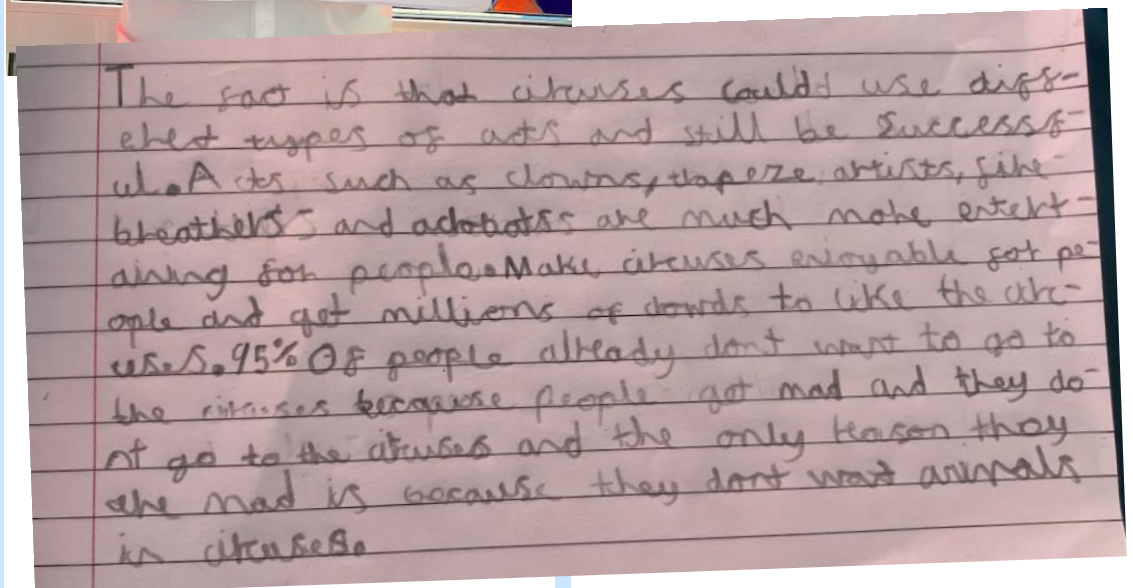 The fact is that cirwises could use diff-
eret types of acts and still be Successf-
ul. Acts such as clowns, trapeze artists, fire
breathers and acrobats are much more entert-
aining for people. Make circuses enjoyable for pe-
ople and get millions of crowds to like the circ-
uses. 95% Of people already dont want to go to
the circuses because people got mad and they do-
nt go to the circuses and the only reason they
are mad is because they dont want animals
in circuses.